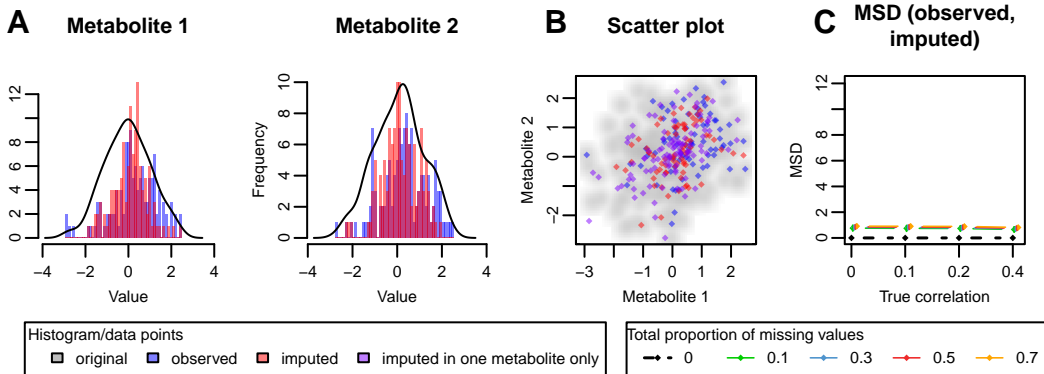 A
Metabolite 1
Metabolite 2
B
Scatter plot
C
MSD (observed,
imputed)
0 2 4 6 8 10 12
−4 −2 0 2 4
Value
Frequency
0 2 4 6 8 10
−4 −2 0 2 4
Value
Metabolite 2
−2 0 1 2
−3 −1 0 1 2
Metabolite 1
MSD
0 2 4 6 8 12
0 0.1 0.2 0.4
True correlation
Histogram/data points
original observed imputed imputed in one metabolite only
Total proportion of missing values
0 0.1 0.3 0.5 0.7